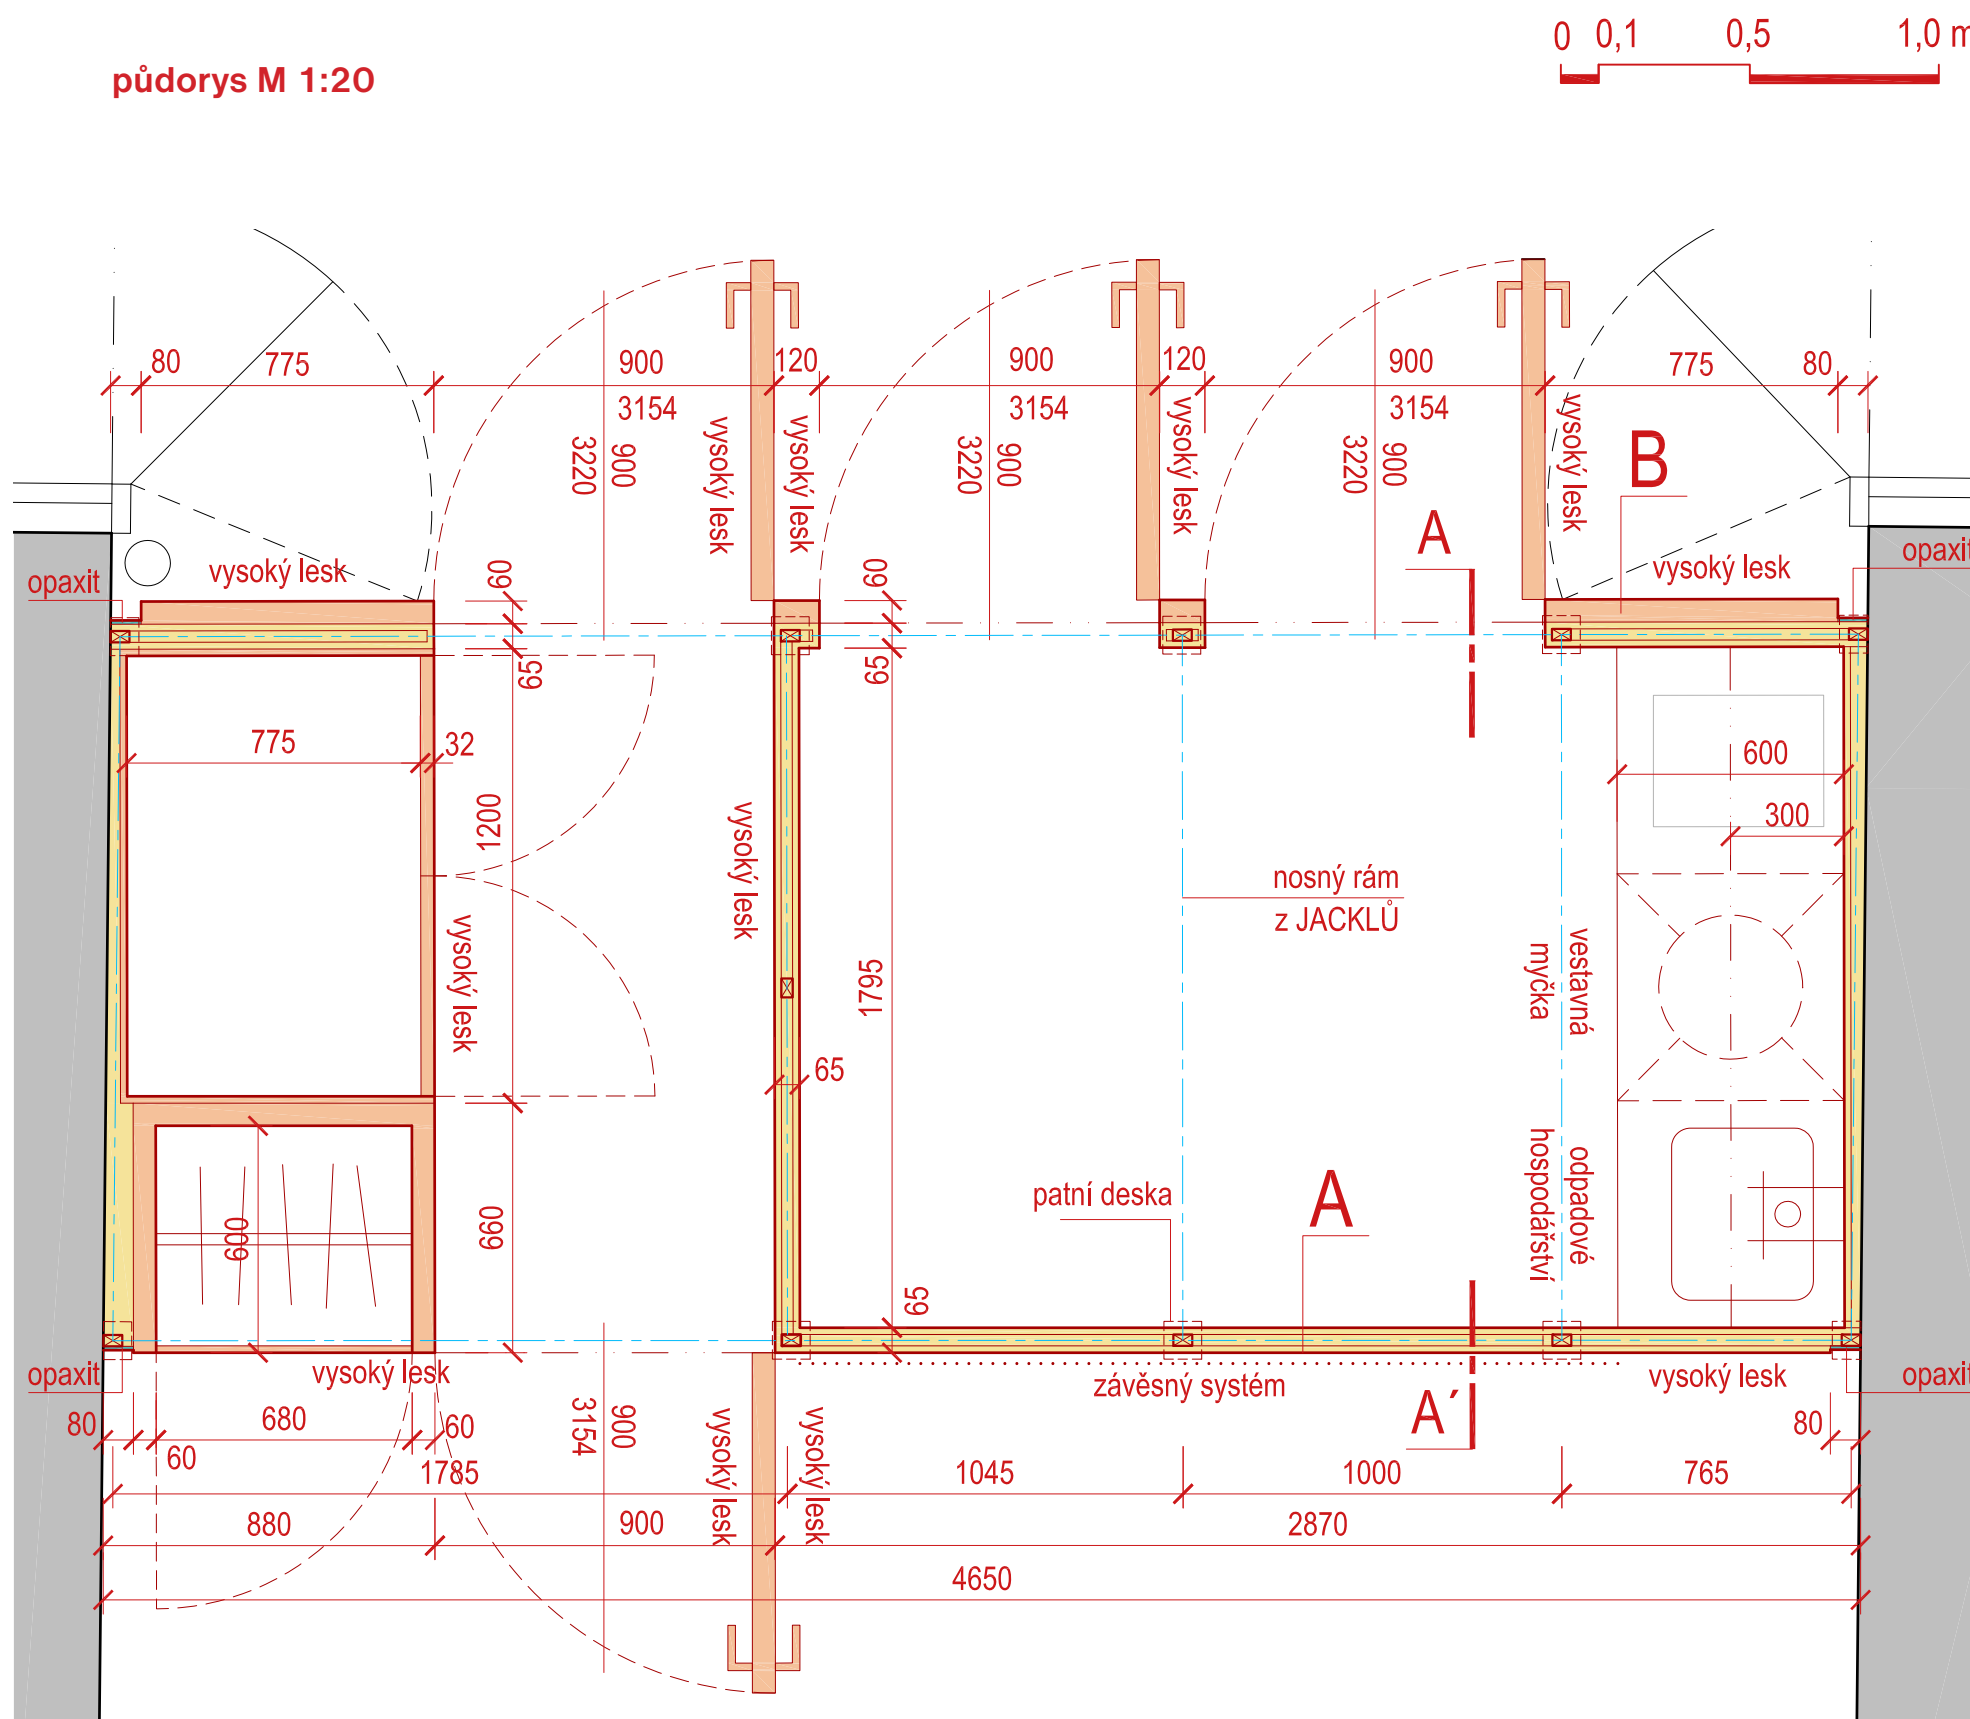 0 0,1 0,5 1,0 m
půdorys M 1:20
80 775 900 120 900 120 900 775 80
3154 3154 3154
900
3220
900
3220
900
3220
vysoký lesk
vysoký lesk
vysoký lesk
vysoký lesk
B
A
opaxit
vysoký lesk
60
60
vysoký lesk
opaxit
65
65
775 32
600
300
1200
vysoký lesk
vysoký lesk
nosný rám
z JACKLŮ
vestavná
myčka
1795
65
patní deska
A
odpadové
hospodářství
600
660
65
opaxit
vysoký lesk
závěsný systém
vysoký lesk
opaxit
80 680 60
60
900
3154
vysoký lesk
vysoký lesk
A´
80
1785 1045 1000 765
880 900 2870
4650